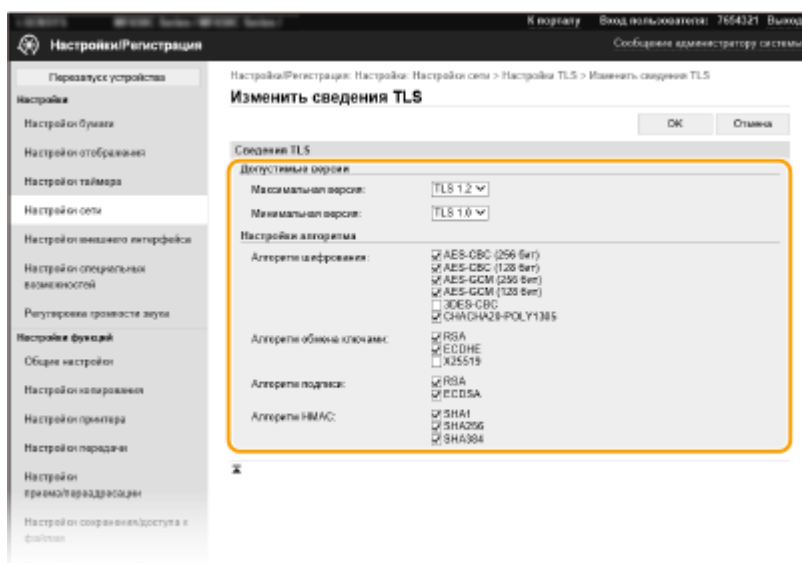 К порталу Вход пользователя: 7654321 Выход
Настройки/Регистрация
Сообщение администратору системы
Перезапуск устройства
Настройки
Настройки бумаги
Настройки отображения
Настройки таймера
Настройки сети
Настройки внешнего интерфейса
Настройки специальных
возможностей
Регулировка громкости звука
Настройки функций
Общие настройки
Настройки копирования
Настройки принтера
Настройки передачи
Настройки
приема/переадресации
Настройки сохранения/доступа к
файлам
Настройки/Регистрация: Настройки: Настройки сети > Настройки TLS > Изменить сведения TLS
Изменить сведения TLS
OK Отмена
Сведения TLS
Допустимые версии
Максимальная версия: TLS 1.2
Минимальная версия: TLS 1.0
Настройки алгоритма
Алгоритм шифрования: AES-CBC (256 бит)
AES-CBC (128 бит)
AES-GCM (256 бит)
AES-GCM (128 бит)
3DES-CBC
CHACHA20-POLY1305
Алгоритм обмена ключами: RSA
ECDHE
X25519
Алгоритм подписи: RSA
ECDSA
Алгоритм HMAC: SHA1
SHA256
SHA384